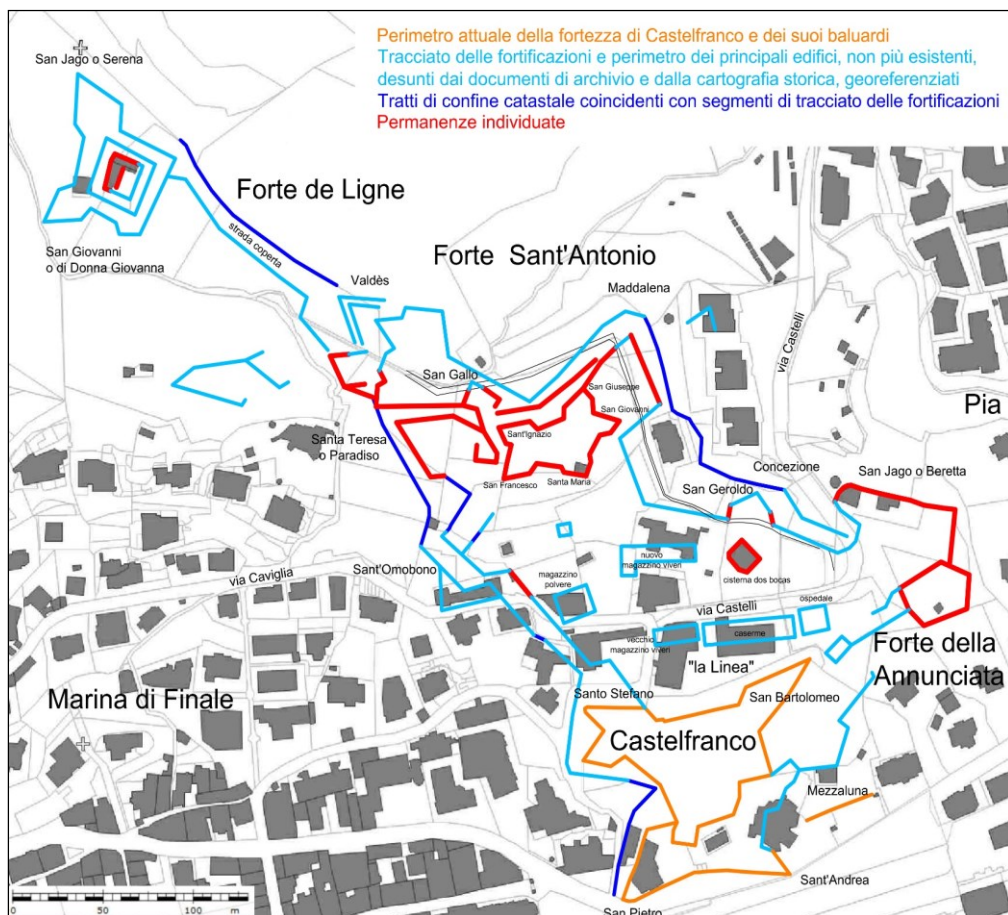 Perimetro attuale della fortezza di Castelfranco e dei suoi baluardi
Tracciato delle fortificazioni e perimetro dei principali edifici, non più esistenti,
desunti dai documenti di archivio e dalla cartografia storica, georeferenziati
Tratti di confine catastale coincidenti con segmenti di tracciato delle fortificazioni
Permanenze individuate
San Jago o Serena
Forte de Ligne
strada coperta
San Giovanni
o di Donna Giovanna
Valdès
Forte Sant'Antonio
Maddalena
via Castelli
San Gallo
San Giuseppe
San Giovanni
Pia
Santa Teresa
o Paradiso
Sant'Ignazio
San Francesco
Santa Maria
Concezione
San Jago o Beretta
San Geroldo
nuovo
magazzino viveri
cisterna dos bocas
Sant'Omobono
via Caviglia
magazzino
polvere
via Castelli
ospedale
vecchio
magazzino viveri
caserme
"la Linea"
Forte della
Annunciata
Marina di Finale
Santo Stefano
San Bartolomeo
Castelfranco
Mezzaluna
Sant'Andrea
San Pietro
0 50 100 m